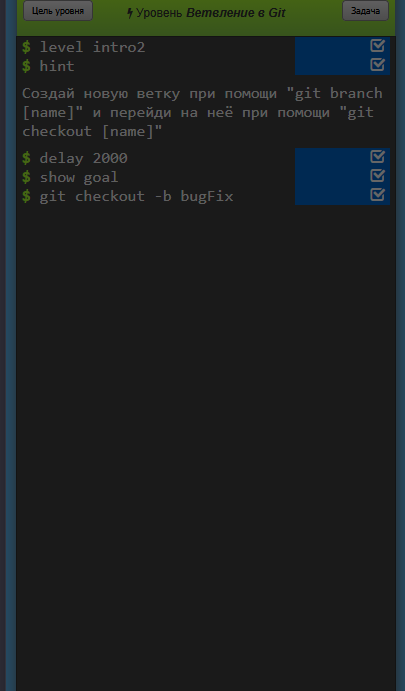 Цель уровня Уровень Ветвление в Git Задача
$ level intro2
$ hint
Создай новую ветку при помощи "git branch
[name]" и перейди на неё при помощи "git
checkout [name]"
$ delay 2000
$ show goal
$ git checkout -b bugFix